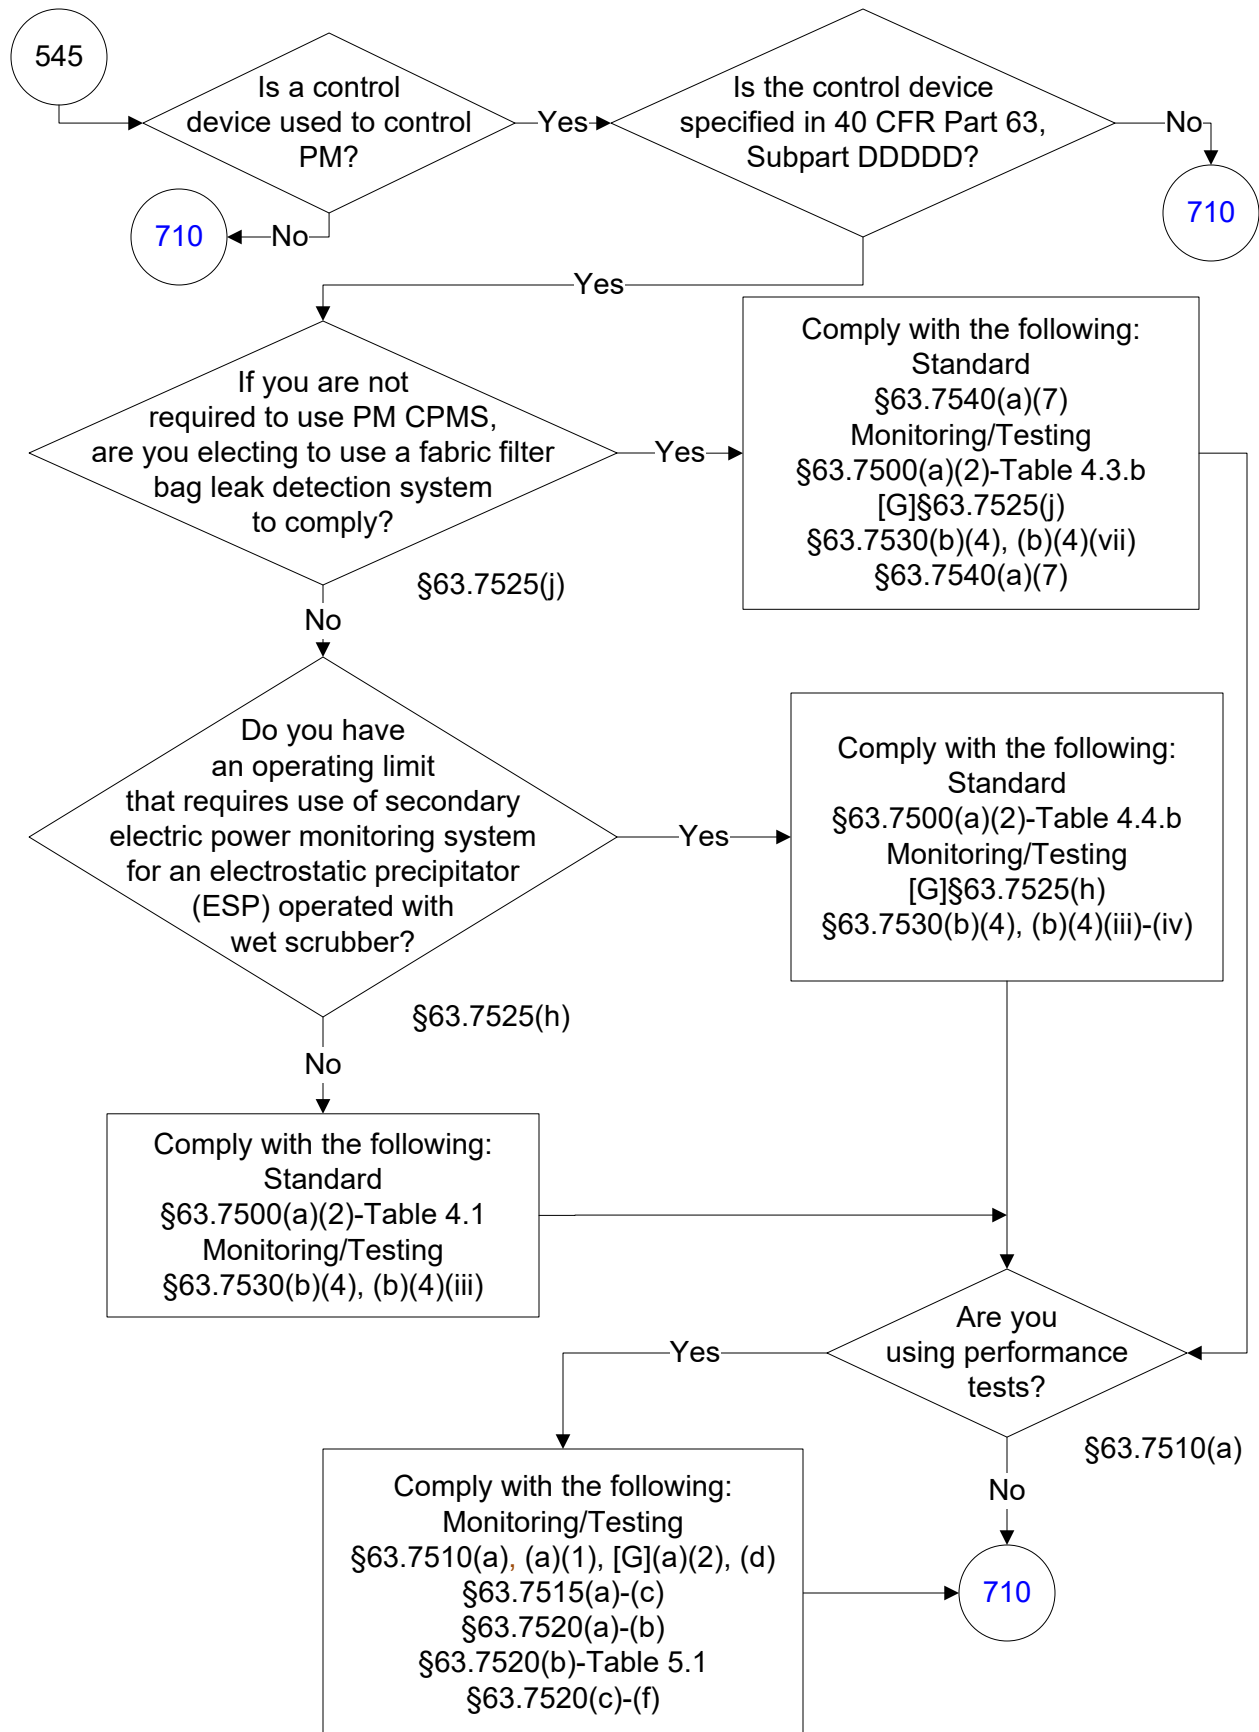 545
Is a control
device used to control
PM?
Yes
Is the control device
specified in 40 CFR Part 63,
Subpart DDDDD?
No
710
No
710
Yes
If you are not
required to use PM CPMS,
are you electing to use a fabric filter
bag leak detection system
to comply?
§63.7525(j)
Yes
Comply with the following:
Standard
§63.7540(a)(7)
Monitoring/Testing
§63.7500(a)(2)-Table 4.3.b
[G]§63.7525(j)
§63.7530(b)(4), (b)(4)(vii)
§63.7540(a)(7)
No
Do you have
an operating limit
that requires use of secondary
electric power monitoring system
for an electrostatic precipitator
(ESP) operated with
wet scrubber?
§63.7525(h)
Yes
Comply with the following:
Standard
§63.7500(a)(2)-Table 4.4.b
Monitoring/Testing
[G]§63.7525(h)
§63.7530(b)(4), (b)(4)(iii)-(iv)
No
Comply with the following:
Standard
§63.7500(a)(2)-Table 4.1
Monitoring/Testing
§63.7530(b)(4), (b)(4)(iii)
Are you
using performance
tests?
§63.7510(a)
Yes
Comply with the following:
Monitoring/Testing
§63.7510(a), (a)(1), [G](a)(2), (d)
§63.7515(a)-(c)
§63.7520(a)-(b)
§63.7520(b)-Table 5.1
§63.7520(c)-(f)
No
710